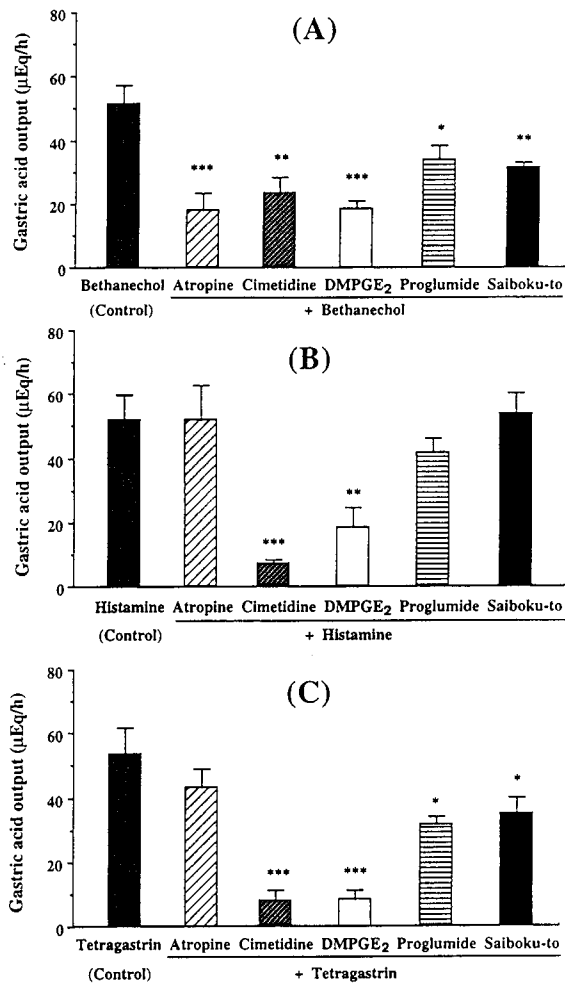 (A)
Gastric acid output (μEq/h)
80
60
40
20
0
*** ** *** * **
Bethanechol Atropine Cimetidine DMPGE2 Proglumide Saiboku-to
(Control) + Bethanechol
(B)
Gastric acid output (μEq/h)
80
60
40
20
0
*** **
Histamine Atropine Cimetidine DMPGE2 Proglumide Saiboku-to
(Control) + Histamine
(C)
Gastric acid output (μEq/h)
80
60
40
20
0
*** *** * *
Tetragastrin Atropine Cimetidine DMPGE2 Proglumide Saiboku-to
(Control) + Tetragastrin